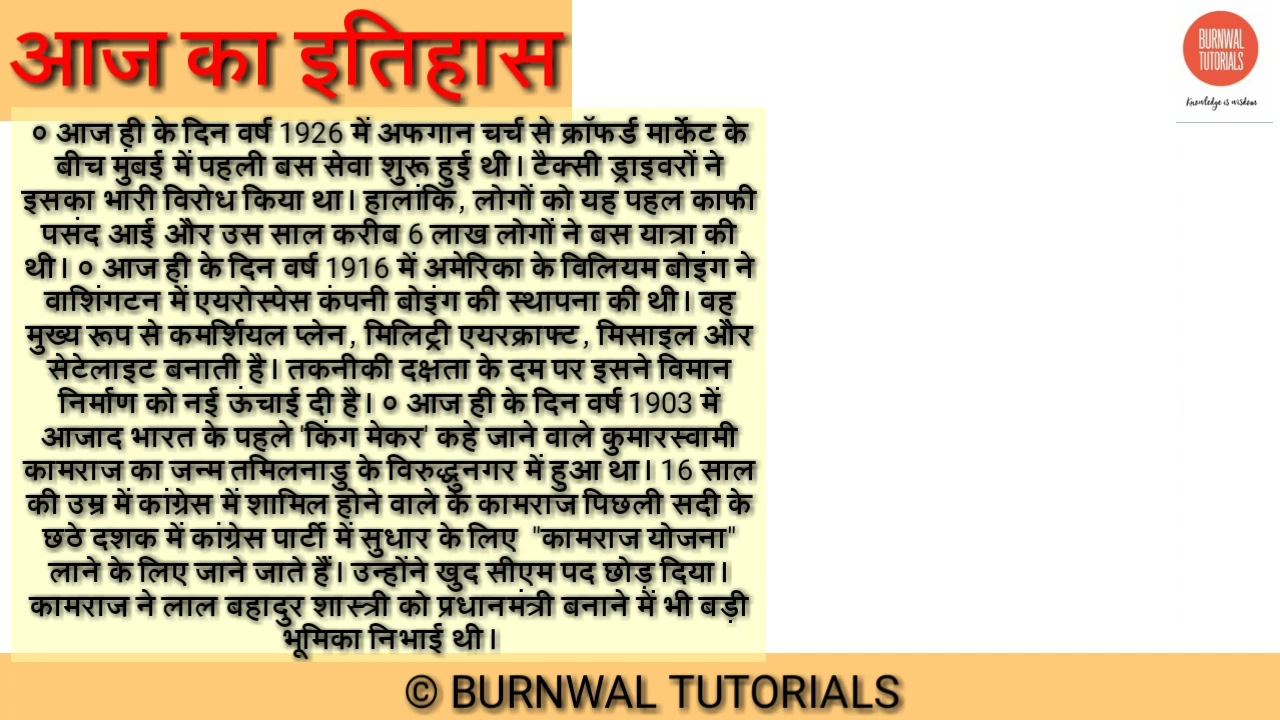 आज का इतिहास
BURNWAL
TUTORIALS
Knowledge is wisdom
० आज ही के दिन वर्ष 1926 में अफगान चर्च से क्रॉफर्ड मार्केट के
बीच मुंबई में पहली बस सेवा शुरू हुई थी। टैक्सी ड्राइवरों ने
इसका भारी विरोध किया था। हालांकि, लोगों को यह पहल काफी
पसंद आई और उस साल करीब 6 लाख लोगों ने बस यात्रा की
थी। ० आज ही के दिन वर्ष 1916 में अमेरिका के विलियम बोइंग ने
वाशिंगटन में एयरोस्पेस कंपनी बोइंग की स्थापना की थी। वह
मुख्य रूप से कमर्शियल प्लेन, मिलिट्री एयरक्राफ्ट, मिसाइल और
सेटेलाइट बनाती है। तकनीकी दक्षता के दम पर इसने विमान
निर्माण को नई ऊंचाई दी है। ० आज ही के दिन वर्ष 1903 में
आजाद भारत के पहले 'किंग मेकर' कहे जाने वाले कुमारस्वामी
कामराज का जन्म तमिलनाडु के विरुद्धुनगर में हुआ था। 16 साल
की उम्र में कांग्रेस में शामिल होने वाले के कामराज पिछली सदी के
छठे दशक में कांग्रेस पार्टी में सुधार के लिए "कामराज योजना"
लाने के लिए जाने जाते हैं। उन्होंने खुद सीएम पद छोड़ दिया।
कामराज ने लाल बहादुर शास्त्री को प्रधानमंत्री बनाने में भी बड़ी
भूमिका निभाई थी।
© BURNWAL TUTORIALS